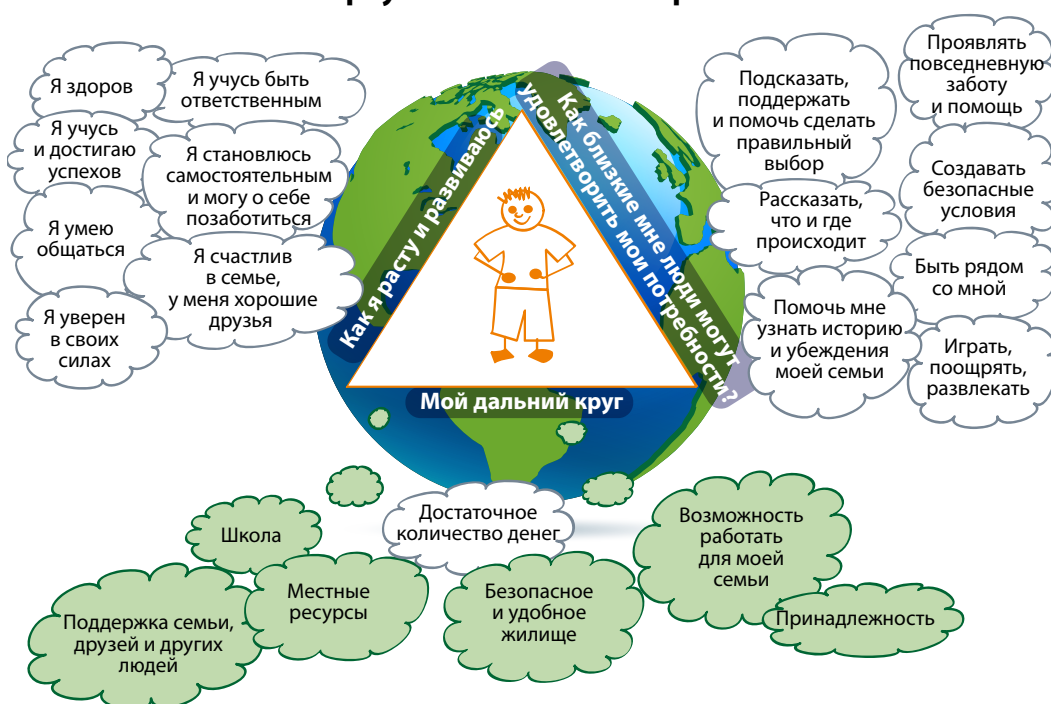 Я здоров
Я учусь быть
ответственным
Я учусь
и достигаю
успехов
Я становлюсь
самостоятельным
и могу о себе
позаботиться
Я умею
общаться
Я счастлив
в семье,
у меня хорошие
друзья
Я уверен
в своих
силах
Как я расту и развиваюсь
Как близкие мне люди могут
удовлетворить мои потребности?
Мой дальний круг
Подсказать,
поддержать
и помочь сделать
правильный
выбор
Проявлять
повседневную
заботу
и помощь
Рассказать,
что и где
происходит
Создавать
безопасные
условия
Помочь мне
узнать историю
и убеждения
моей семьи
Быть рядом
со мной
Играть,
поощрять,
развлекать
Школа
Достаточное
количество денег
Возможность
работать
для моей
семьи
Местные
ресурсы
Безопасное
и удобное
жилище
Поддержка семьи,
друзей и других
людей
Принадлежность